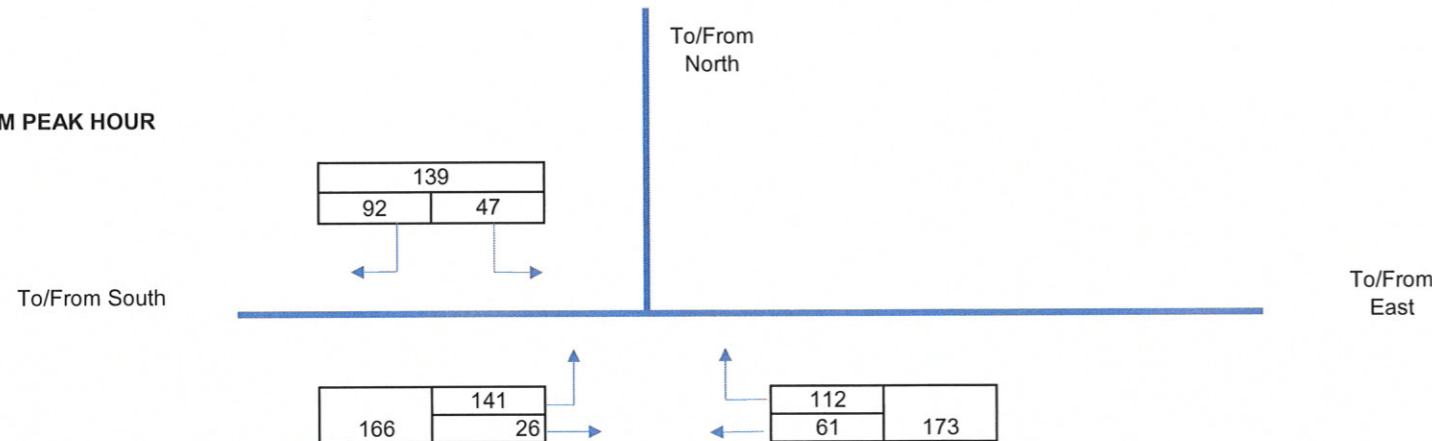 To/From
North
M PEAK HOUR
139
92 47
To/From South
To/From
East
141
166 26
112
61 173